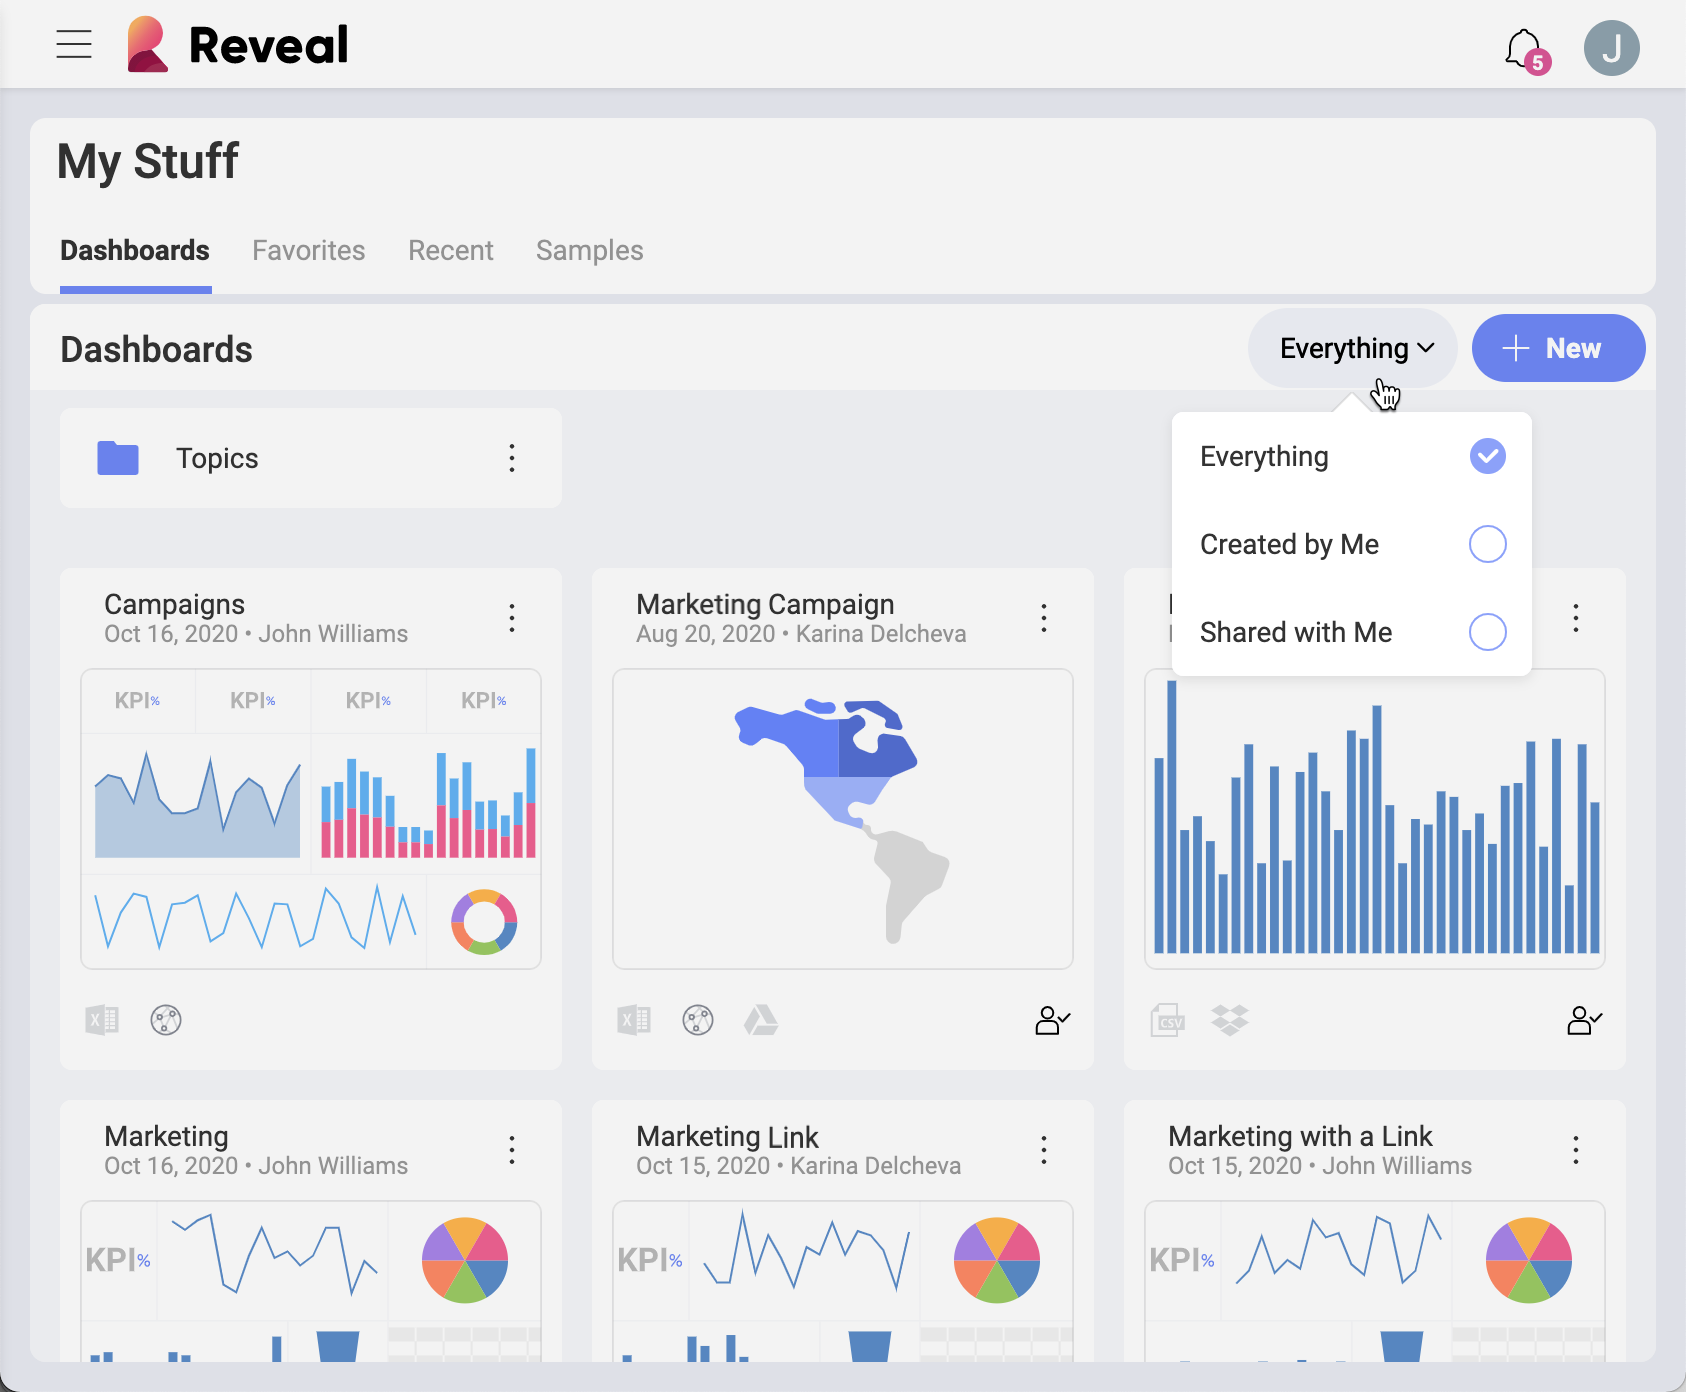 Reveal
5
J
My Stuff
Dashboards Favorites Recent Samples
Dashboards
Everything
+ New
Topics
Everything
Created by Me
Shared with Me
Campaigns
Oct 16, 2020 • John Williams
KPI% KPI% KPI% KPI%
X
Marketing Campaign
Aug 20, 2020 • Karina Delcheva
X
CSV
Marketing
Oct 16, 2020 • John Williams
KPI%
Marketing Link
Oct 15, 2020 • Karina Delcheva
KPI%
Marketing with a Link
Oct 15, 2020 • John Williams
KPI%